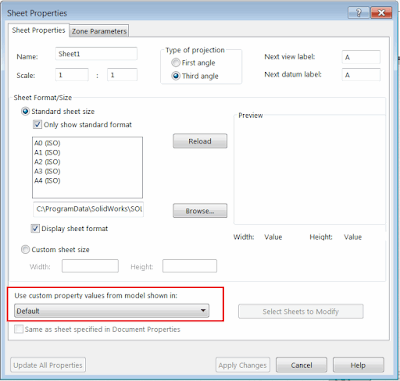 Sheet Properties
Sheet Properties Zone Parameters
Name: Sheet1
Scale: 1 : 1
Type of projection
First angle
Third angle
Next view label: A
Next datum label: A
Sheet Format/Size
Standard sheet size
Only show standard format
A0 (ISO)
A1 (ISO)
A2 (ISO)
A3 (ISO)
A4 (ISO)
Reload
C:\ProgramData\SolidWorks\SOL
Browse...
Display sheet format
Custom sheet size
Width:
Height:
Preview
Width: Value Height: Value
Use custom property values from model shown in:
Default
Select Sheets to Modify
Same as sheet specified in Document Properties
Update All Properties Apply Changes Cancel Help